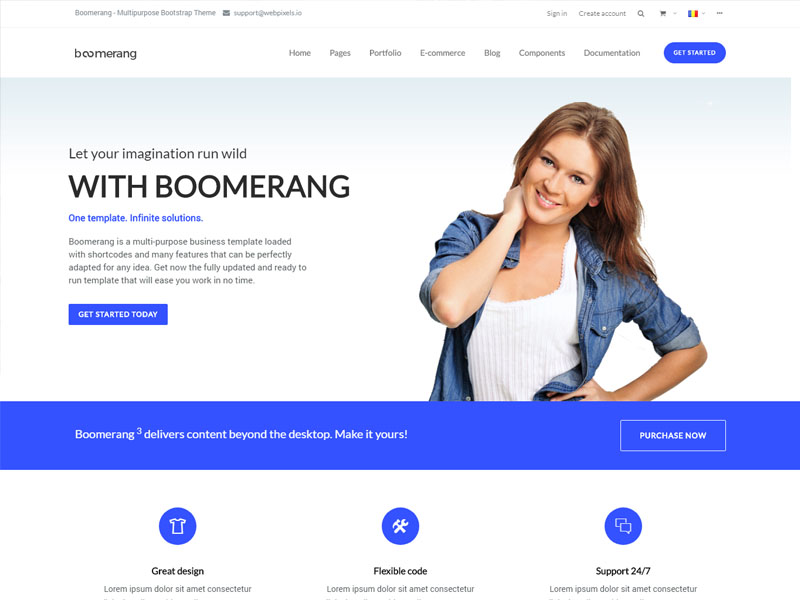 Boomerang - Multipurpose Bootstrap Theme support@webpixels.io Sign in Create account
boomerang Home Pages Portfolio E-commerce Blog Components Documentation GET STARTED
Let your imagination run wild
WITH BOOMERANG
One template. Infinite solutions.
Boomerang is a multi-purpose business template loaded
with shortcodes and many features that can be perfectly
adapted for any idea. Get now the fully updated and ready to
run template that will ease you work in no time.
GET STARTED TODAY
Boomerang 3 delivers content beyond the desktop. Make it yours! PURCHASE NOW
Great design Flexible code Support 24/7
Lorem ipsum dolor sit amet consectetur Lorem ipsum dolor sit amet consectetur Lorem ipsum dolor sit amet consectetur